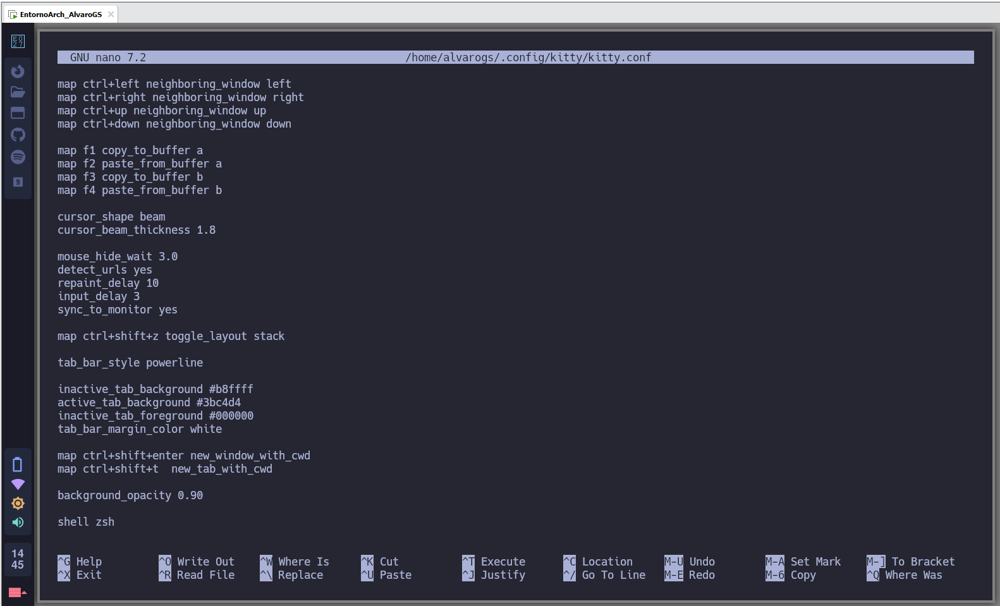 EntornoArch_AlvaroGS
GNU nano 7.2 /home/alvarogs/.config/kitty/kitty.conf
map ctrl+left neighboring_window left
map ctrl+right neighboring_window right
map ctrl+up neighboring_window up
map ctrl+down neighboring_window down
map f1 copy_to_buffer a
map f2 paste_from_buffer a
map f3 copy_to_buffer b
map f4 paste_from_buffer b
cursor_shape beam
cursor_beam_thickness 1.8
mouse_hide_wait 3.0
detect_urls yes
repaint_delay 10
input_delay 3
sync_to_monitor yes
map ctrl+shift+z toggle_layout stack
tab_bar_style powerline
inactive_tab_background #b8ffff
active_tab_background #3bc4d4
inactive_tab_foreground #000000
tab_bar_margin_color white
map ctrl+shift+enter new_window_with_cwd
map ctrl+shift+t  new_tab_with_cwd
background_opacity 0.90
shell zsh
^G Help ^O Write Out ^W Where Is ^K Cut ^T Execute ^C Location M-U Undo M-A Set Mark M-] To Bracket
^X Exit ^R Read File ^\ Replace ^U Paste ^J Justify ^/ Go To Line M-E Redo M-6 Copy ^Q Where Was
E0
27
9
14
45